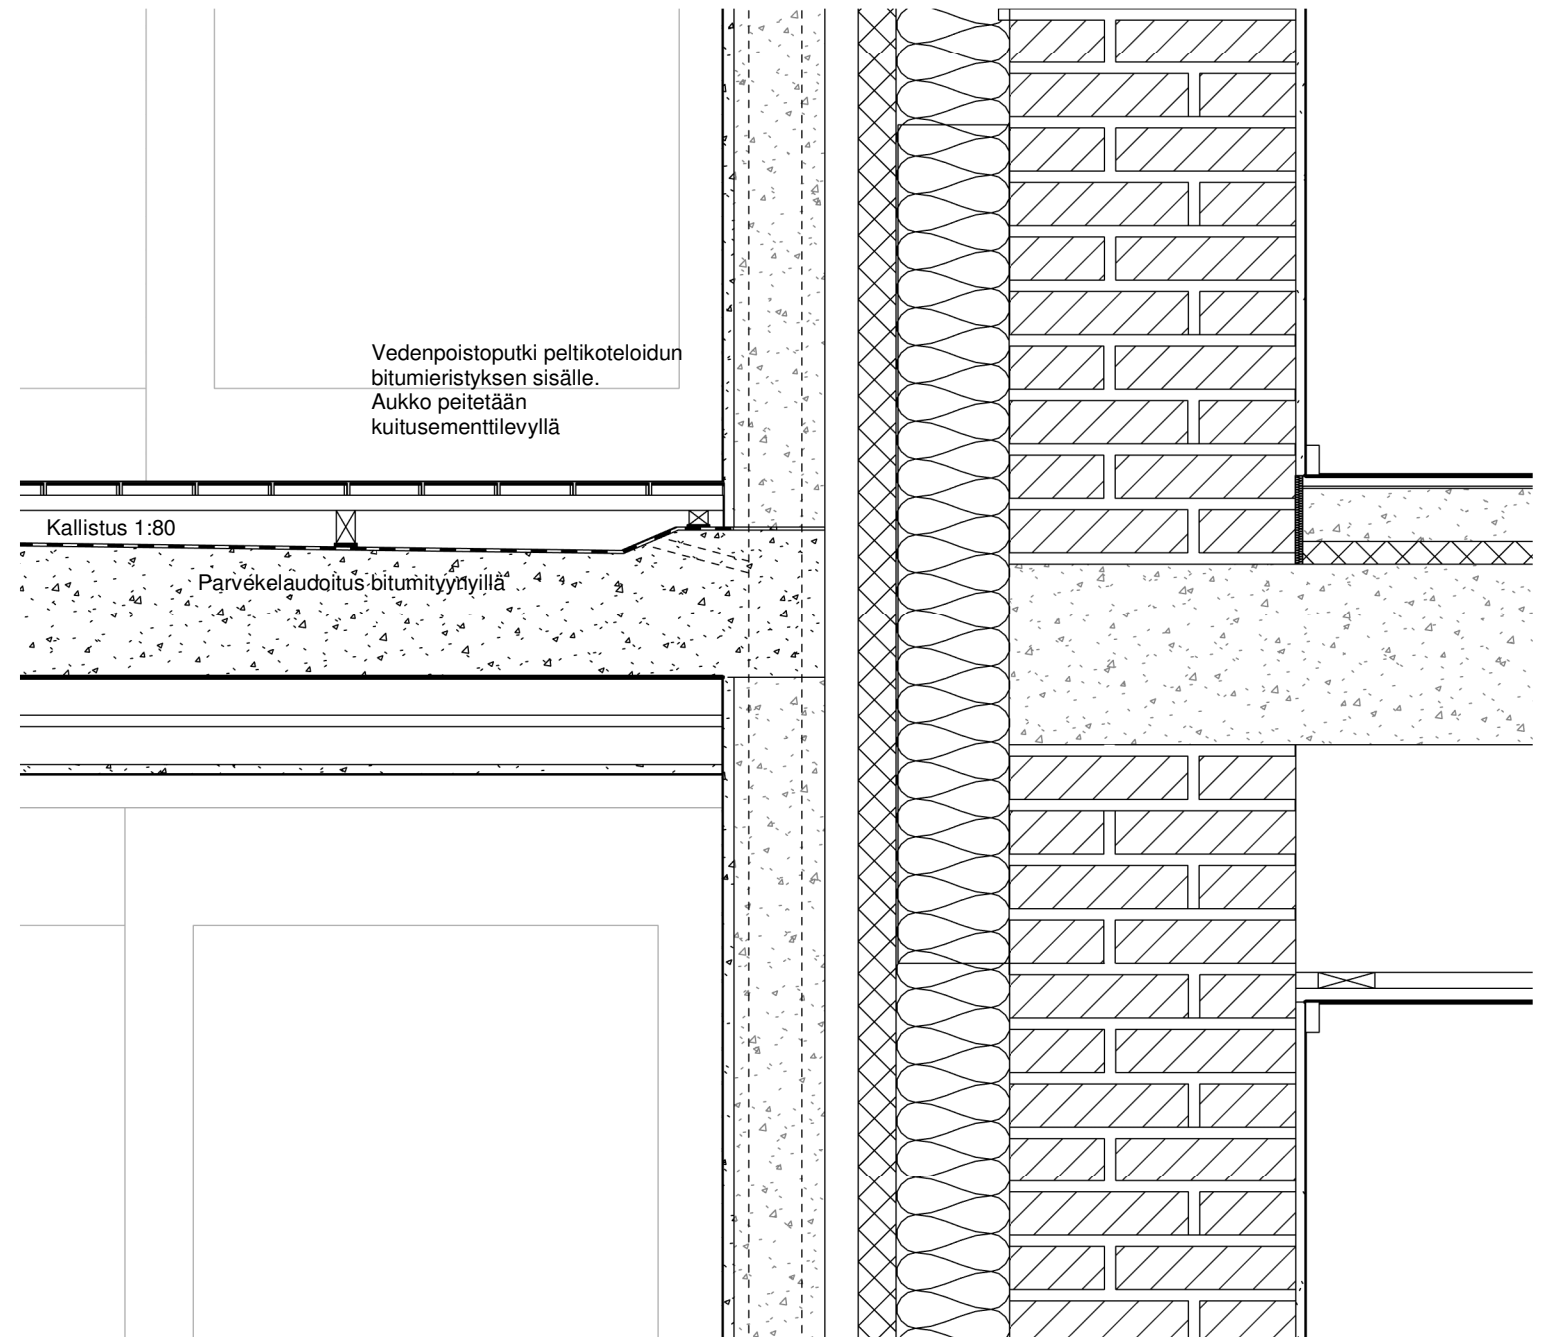 Vedenpoistoputki peltikoteloidun
bitumieristyksen sisälle.
Aukko peitetään
kuitusementtilevyllä
Kallistus 1:80
Parvekelaudoitus bitumityynyillä